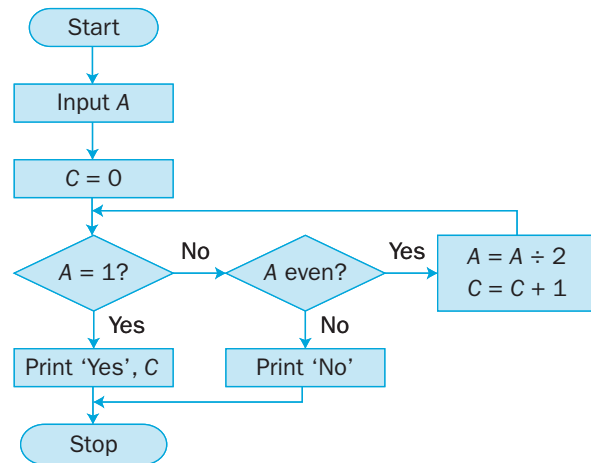 Start
Input A
C = 0
A = 1?
No
A even?
Yes
A = A ÷ 2
C = C + 1
Yes
No
Print ‘Yes’, C
Print ‘No’
Stop